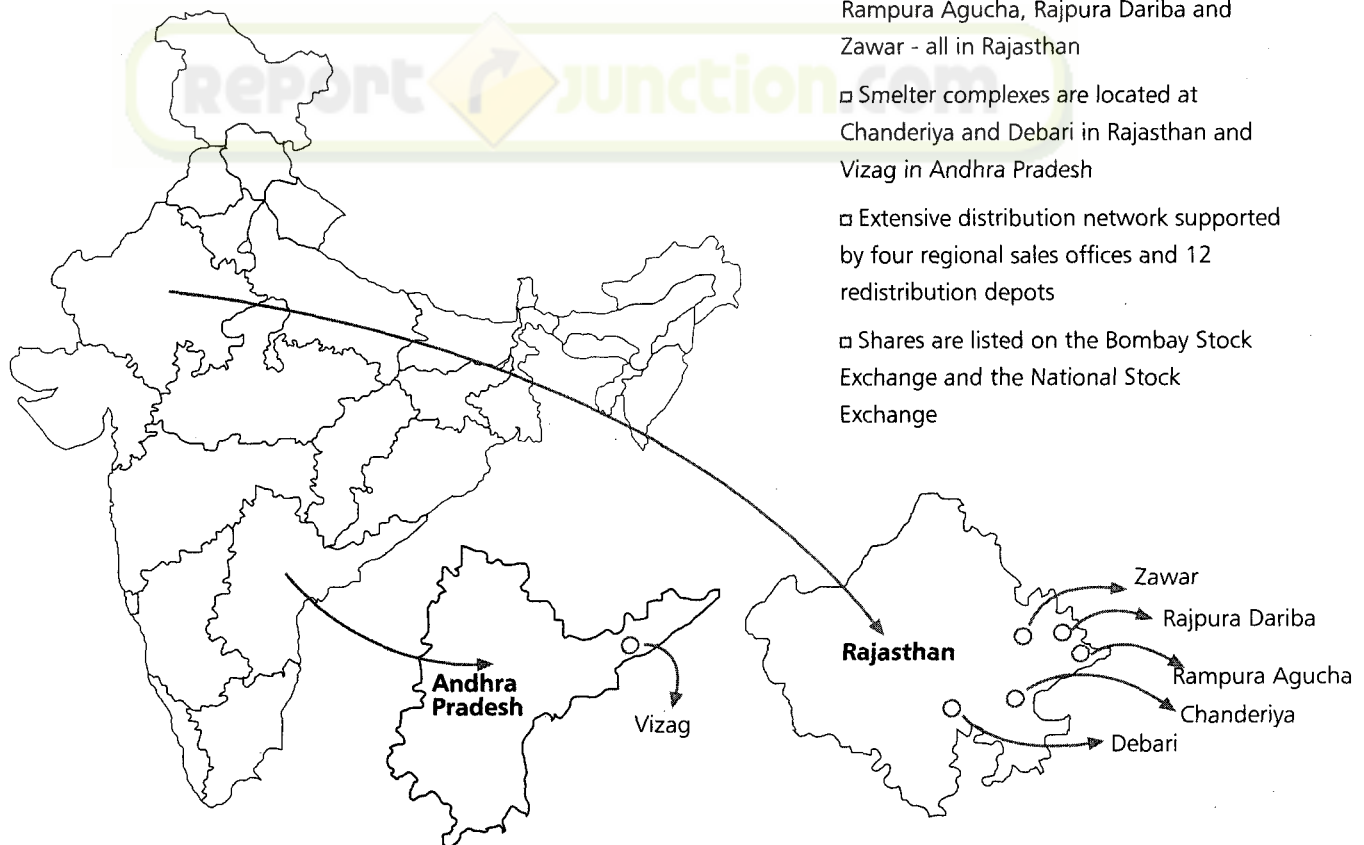 Report Junction.com
Rampura Agucha, Rajpura Dariba and
Zawar - all in Rajasthan
▫ Smelter complexes are located at
Chanderiya and Debari in Rajasthan and
Vizag in Andhra Pradesh
▫ Extensive distribution network supported
by four regional sales offices and 12
redistribution depots
▫ Shares are listed on the Bombay Stock
Exchange and the National Stock
Exchange
Zawar
Rajpura Dariba
Rajasthan
Rampura Agucha
Andhra
Pradesh
Vizag
Chanderiya
Debari